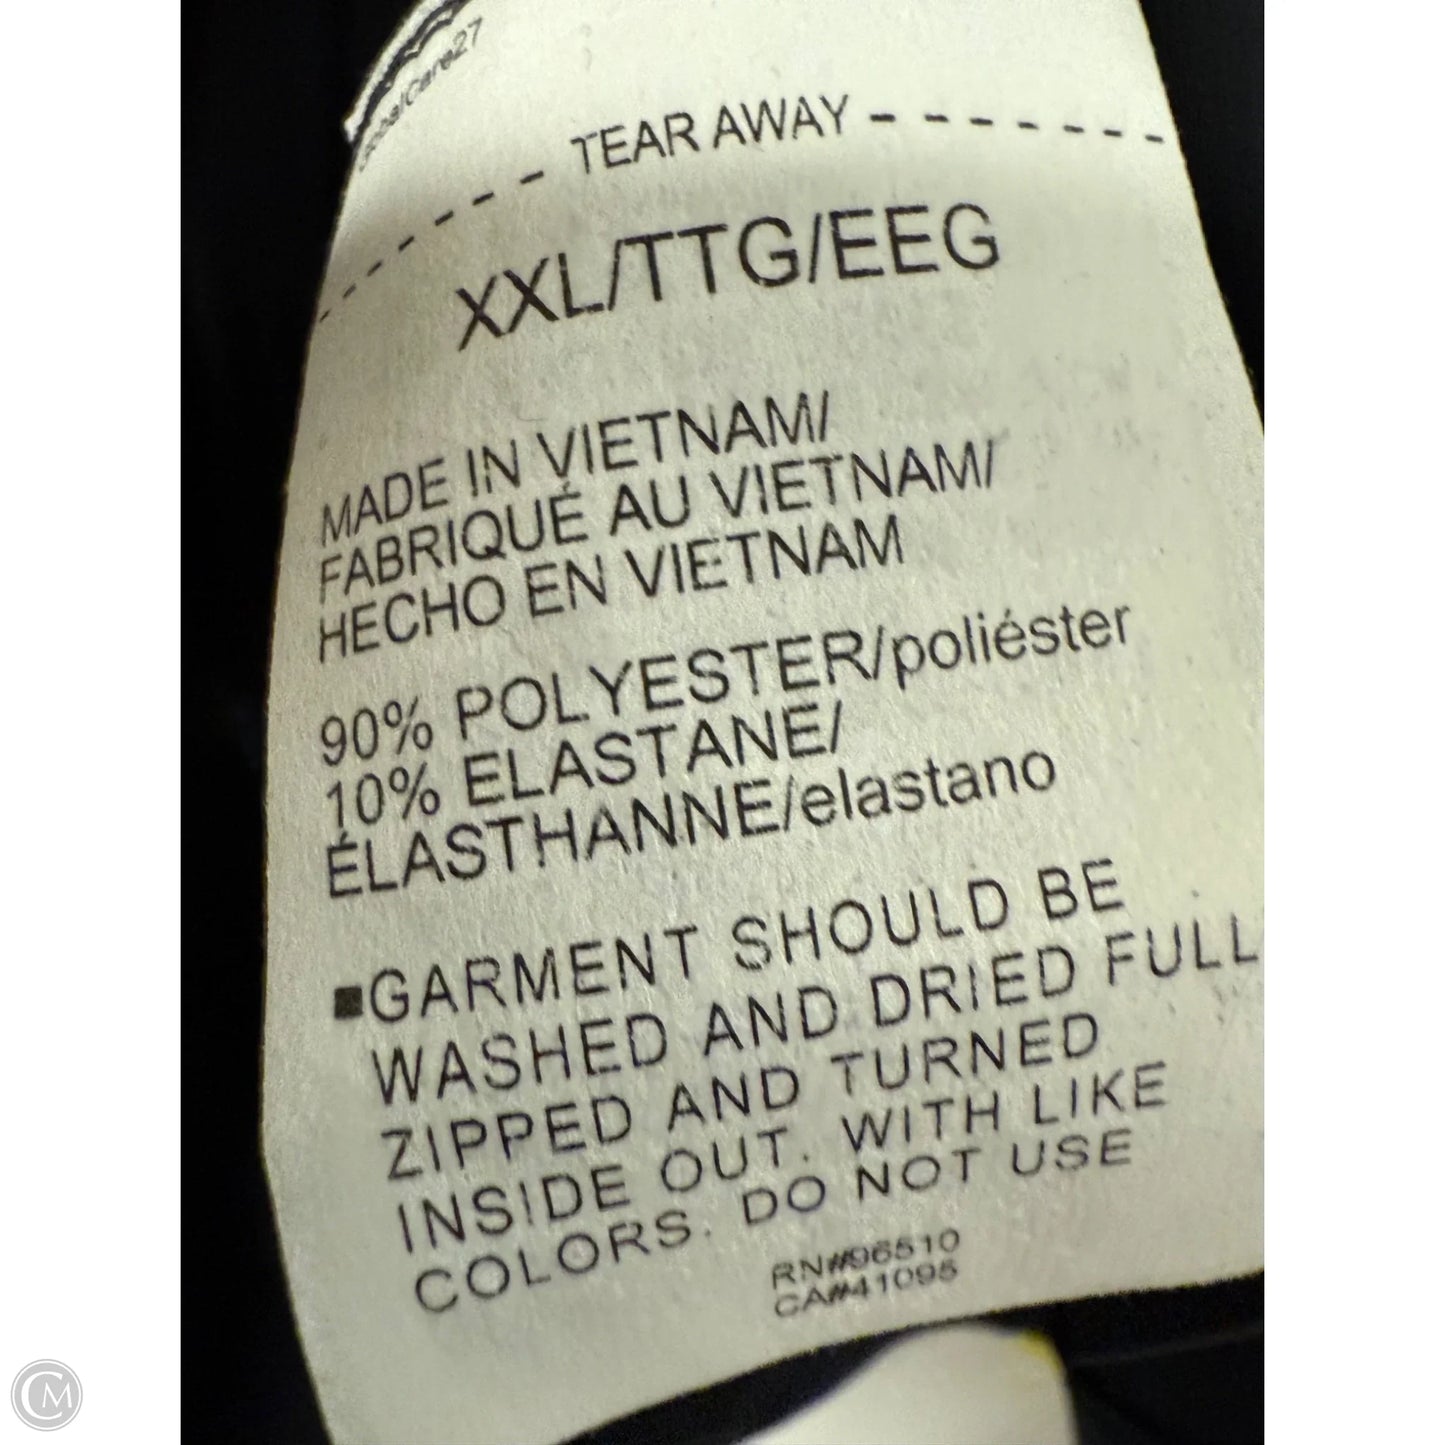 Care27
TEAR AWAY
XXL/TTG/EEG
MADE IN VIETNAM/
FABRIQUÉ AU VIETNAM/
HECHO EN VIETNAM
90% POLYESTER/poliéster
10% ELASTANE/
ÉLASTHANNE/elastano
■GARMENT SHOULD BE
WASHED AND DRIED FULL
ZIPPED AND TURNED
INSIDE OUT. WITH LIKE
COLORS. DO NOT USE
RN#96510
CA#41095
CM